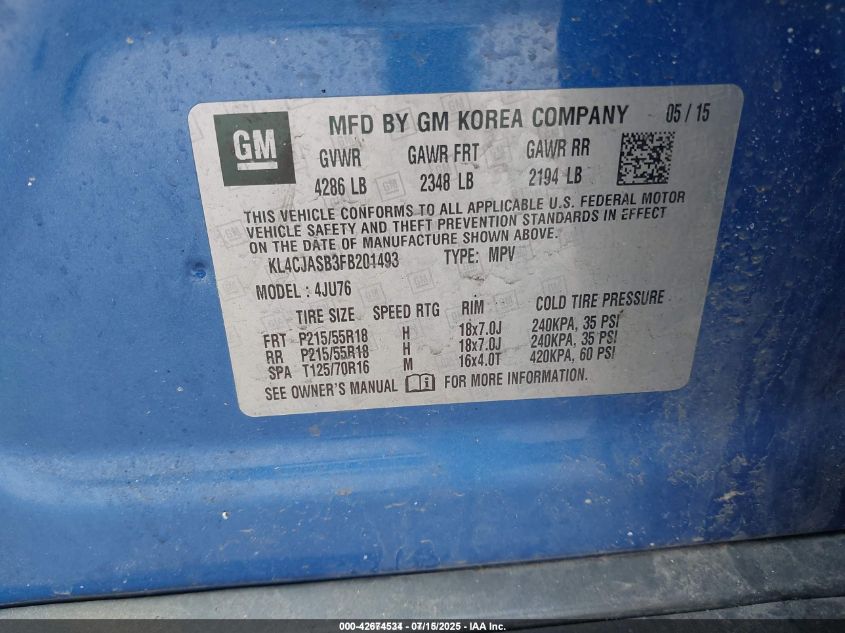 GM
MFD BY GM KOREA COMPANY 05 / 15
GVWR GAWR FRT GAWR RR
4286 LB 2348 LB 2194 LB
THIS VEHICLE CONFORMS TO ALL APPLICABLE U.S. FEDERAL MOTOR
VEHICLE SAFETY AND THEFT PREVENTION STANDARDS IN EFFECT
ON THE DATE OF MANUFACTURE SHOWN ABOVE.
KL4CJASB3FB201493 TYPE: MPV
MODEL : 4JU76
TIRE SIZE SPEED RTG RIM COLD TIRE PRESSURE
FRT P215/55R18 H 18x7.0J 240KPA, 35 PSI
RR P215/55R18 H 18x7.0J 240KPA, 35 PSI
SPA T125/70R16 M 16x4.0T 420KPA, 60 PSI
SEE OWNER'S MANUAL FOR MORE INFORMATION.
000-42674534 - 07/15/2025 - IAA Inc.